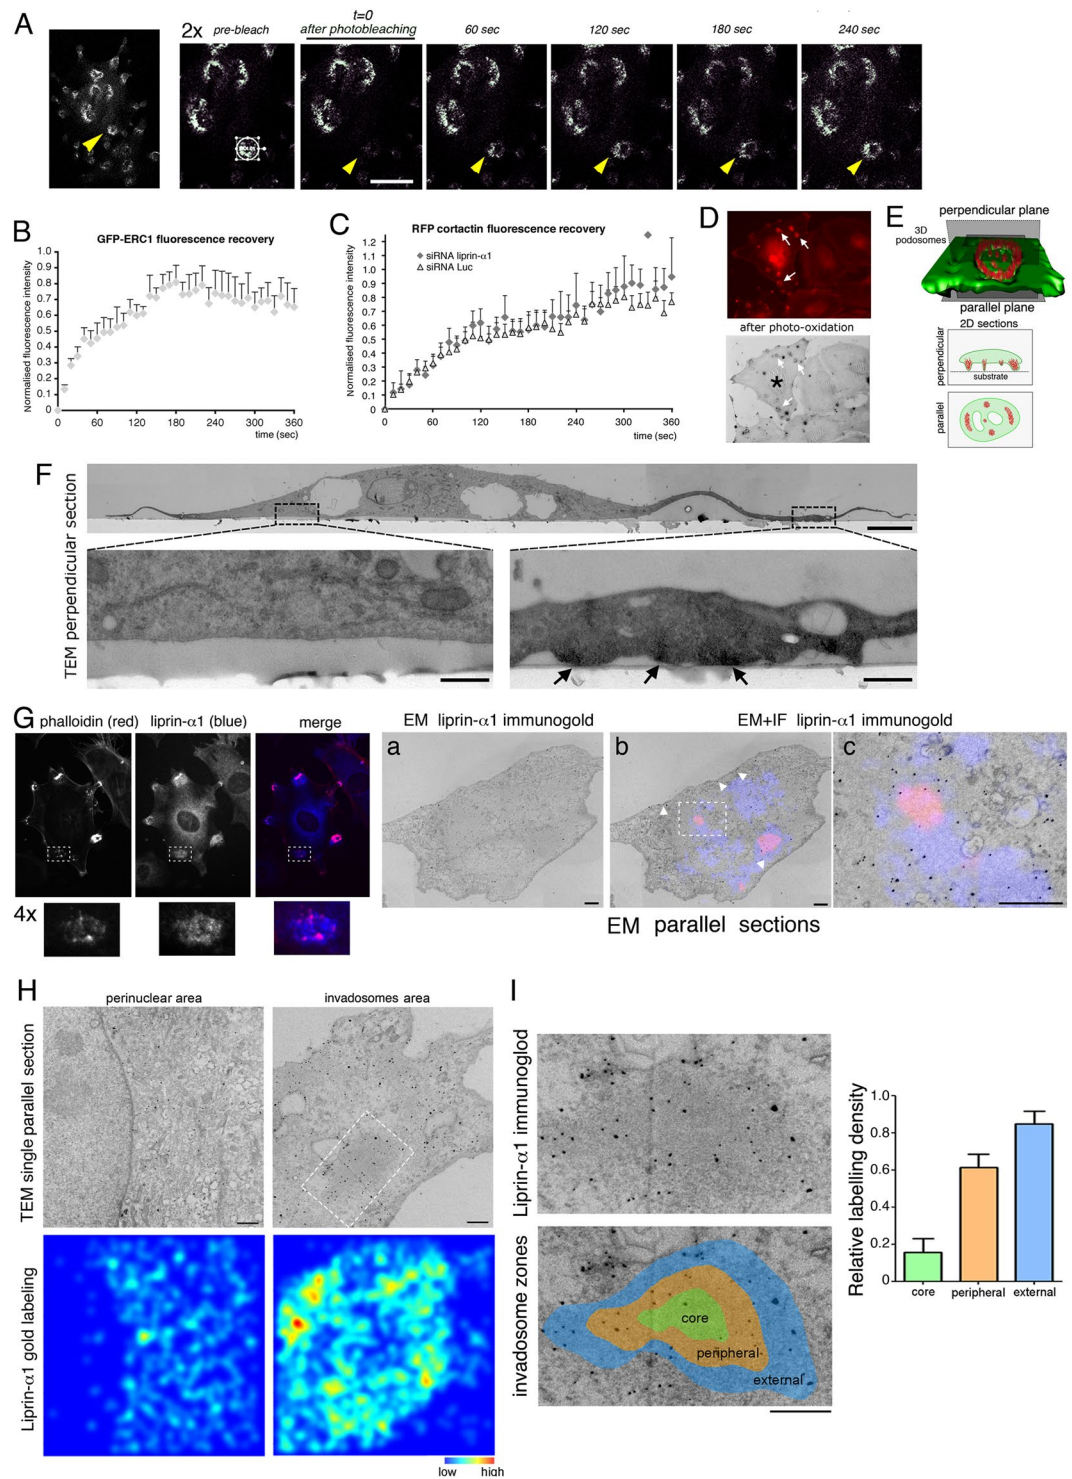 A
2x
pre-bleach
t=0
after photobleaching
60 sec
120 sec
180 sec
240 sec
B
GFP-ERC1 fluorescence recovery
Normalised fluorescence intensity
1.0
0.9
0.8
0.7
0.6
0.5
0.4
0.3
0.2
0.1
0
0
60
120
180
240
300
360
time (sec)
C
RFP cortactin fluorescence recovery
siRNA liprin-α1
siRNA Luc
Normalised fluorescence intensity
1.2
1.1
1
0.9
0.8
0.7
0.6
0.5
0.4
0.3
0.2
0.1
0
0
60
120
180
240
300
360
time (sec)
D
after photo-oxidation
*
E
perpendicular plane
3D
podosomes
parallel plane
2D sections
perpendicular
substrate
parallel
F
TEM perpendicular section
G
phalloidin (red)
liprin-α1 (blue)
merge
4x
EM liprin-α1 immunogold
EM+IF liprin-α1 immunogold
a
b
c
EM parallel sections
H
perinuclear area
invadosomes area
TEM single parallel section
Liprin-α1 gold labeling
low
high
I
Liprin-α1 immunoglod
invadosome zones
core
peripheral
external
Relative labelling density
1.0
0.8
0.6
0.4
0.2
0
core
peripheral
external